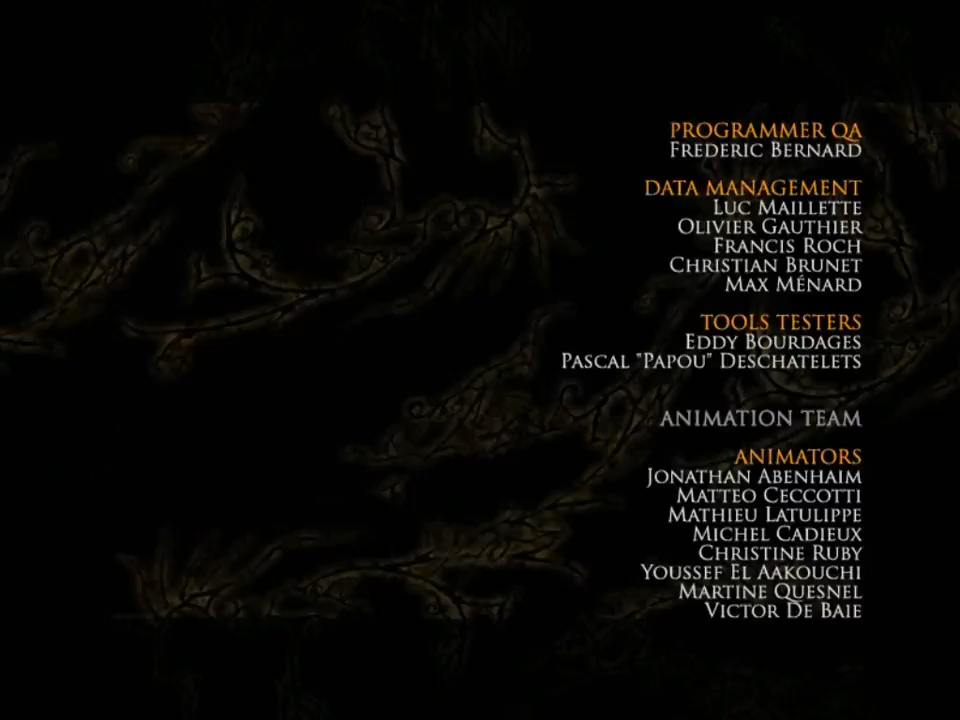 PROGRAMMER QA
FREDERIC BERNARD
DATA MANAGEMENT
LUC MAILLETTE
OLIVIER GAUTHIER
FRANCIS ROCH
CHRISTIAN BRUNET
MAX MÉNARD
TOOLS TESTERS
EDDY BOURDAGES
PASCAL "PAPOU" DESCHATELETS
ANIMATION TEAM
ANIMATORS
JONATHAN ABENHAIM
MATTEO CECCOTTI
MATHIEU LATULIPPE
MICHEL CADIEUX
CHRISTINE RUBY
YOUSSEF EL AAKOUCHI
MARTINE QUESNEL
VICTOR DE BAIE